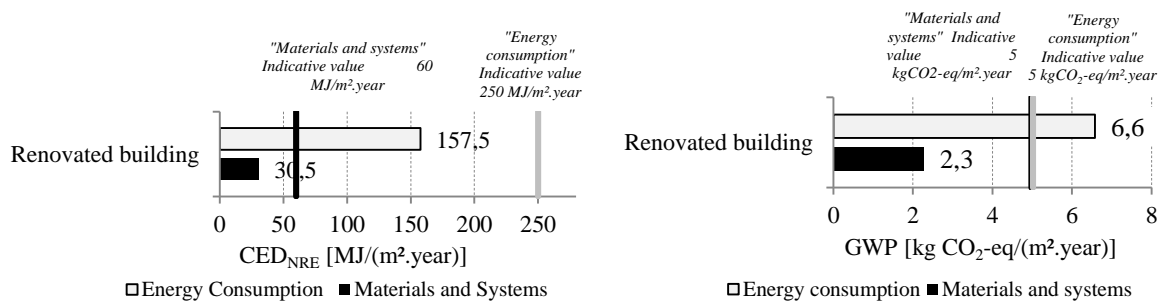 "Materials and systems"
Indicative value 60
MJ/m².year
"Energy
consumption"
Indicative value
250 MJ/m².year
Renovated building
157,5
30,5
0 50 100 150 200 250
CED_NRE [MJ/(m².year)]
Energy Consumption Materials and Systems
"Materials and
systems" Indicative
value 5
kgCO2-eq/m².year
"Energy
consumption"
Indicative value
5 kgCO₂-eq/m².year
Renovated building
6,6
2,3
0 2 4 6 8
GWP [kg CO₂-eq/(m².year)]
Energy consumption Materials and systems